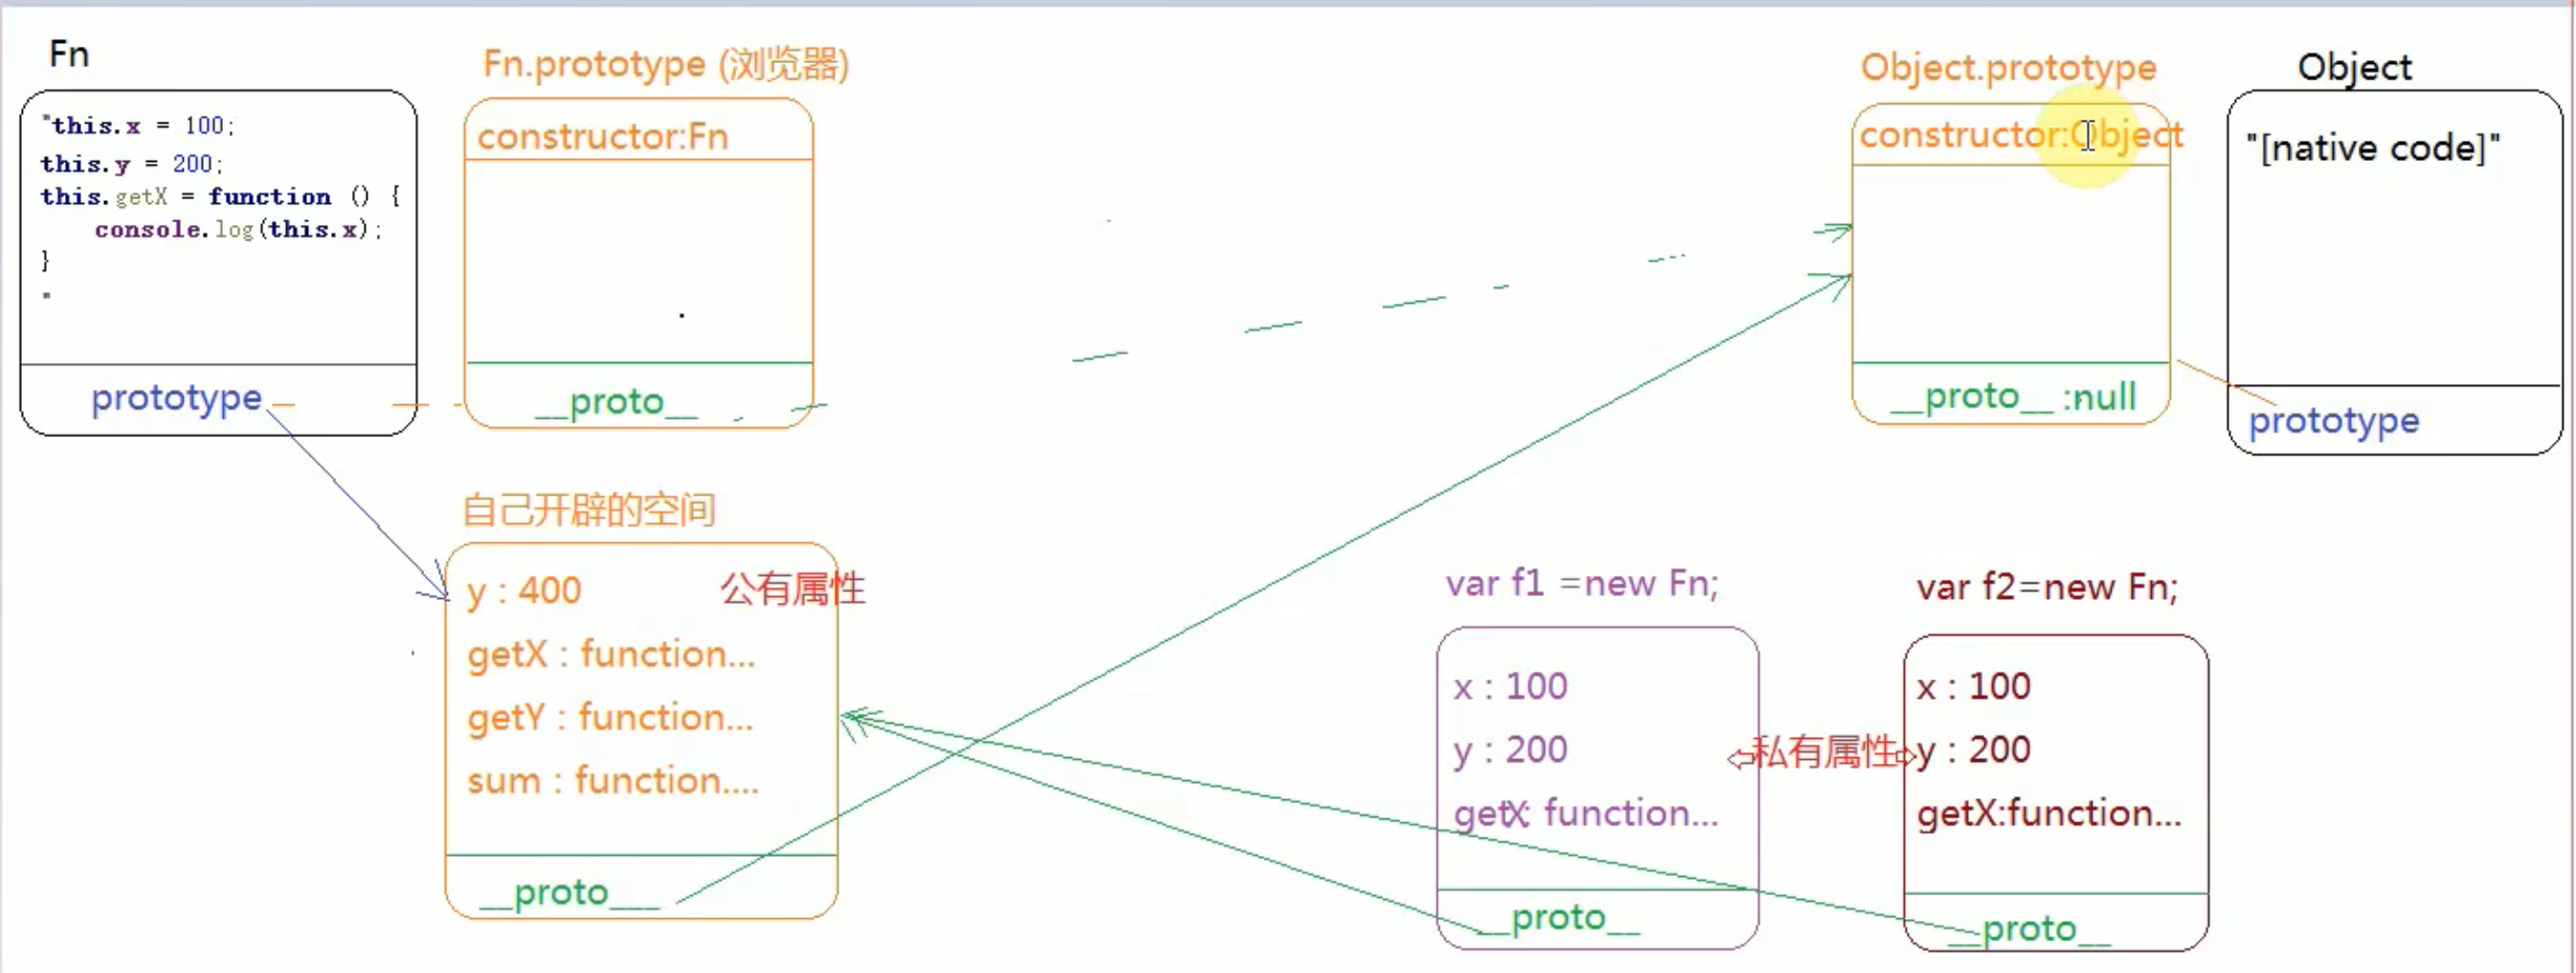 Fn
"this.x = 100;
this.y = 200;
this.getX = function () {
console.log(this.x);
}
"
prototype
Fn.prototype (浏览器)
constructor:Fn
__proto__
Object.prototype
constructor:Object
__proto__ :null
Object
"[native code]"
prototype
自己开辟的空间
y : 400
公有属性
getX : function...
getY : function...
sum : function....
__proto___
var f1 =new Fn;
x : 100
y : 200
getX: function...
__proto__
私有属性
var f2=new Fn;
x : 100
y : 200
getX:function...
__proto__